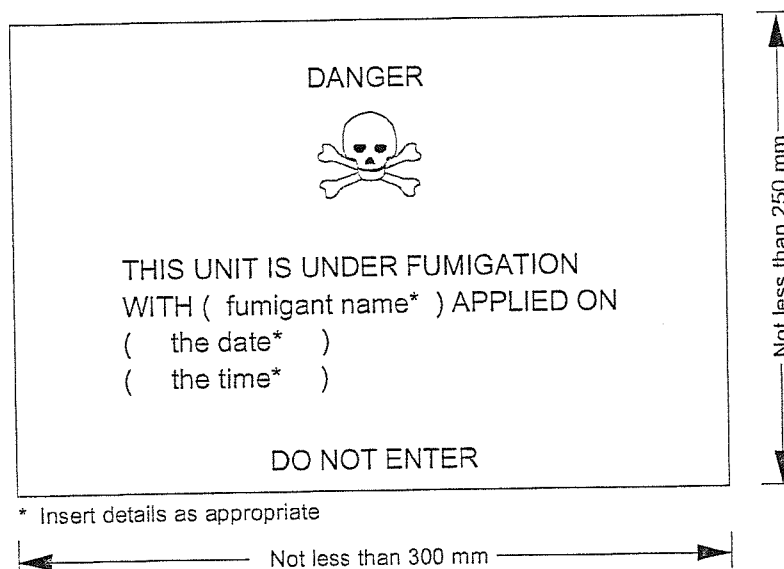 DANGER
THIS UNIT IS UNDER FUMIGATION
WITH ( fumigant name* ) APPLIED ON
( the date* )
( the time* )
DO NOT ENTER
* Insert details as appropriate
Not less than 300 mm
Not less than 250 mm